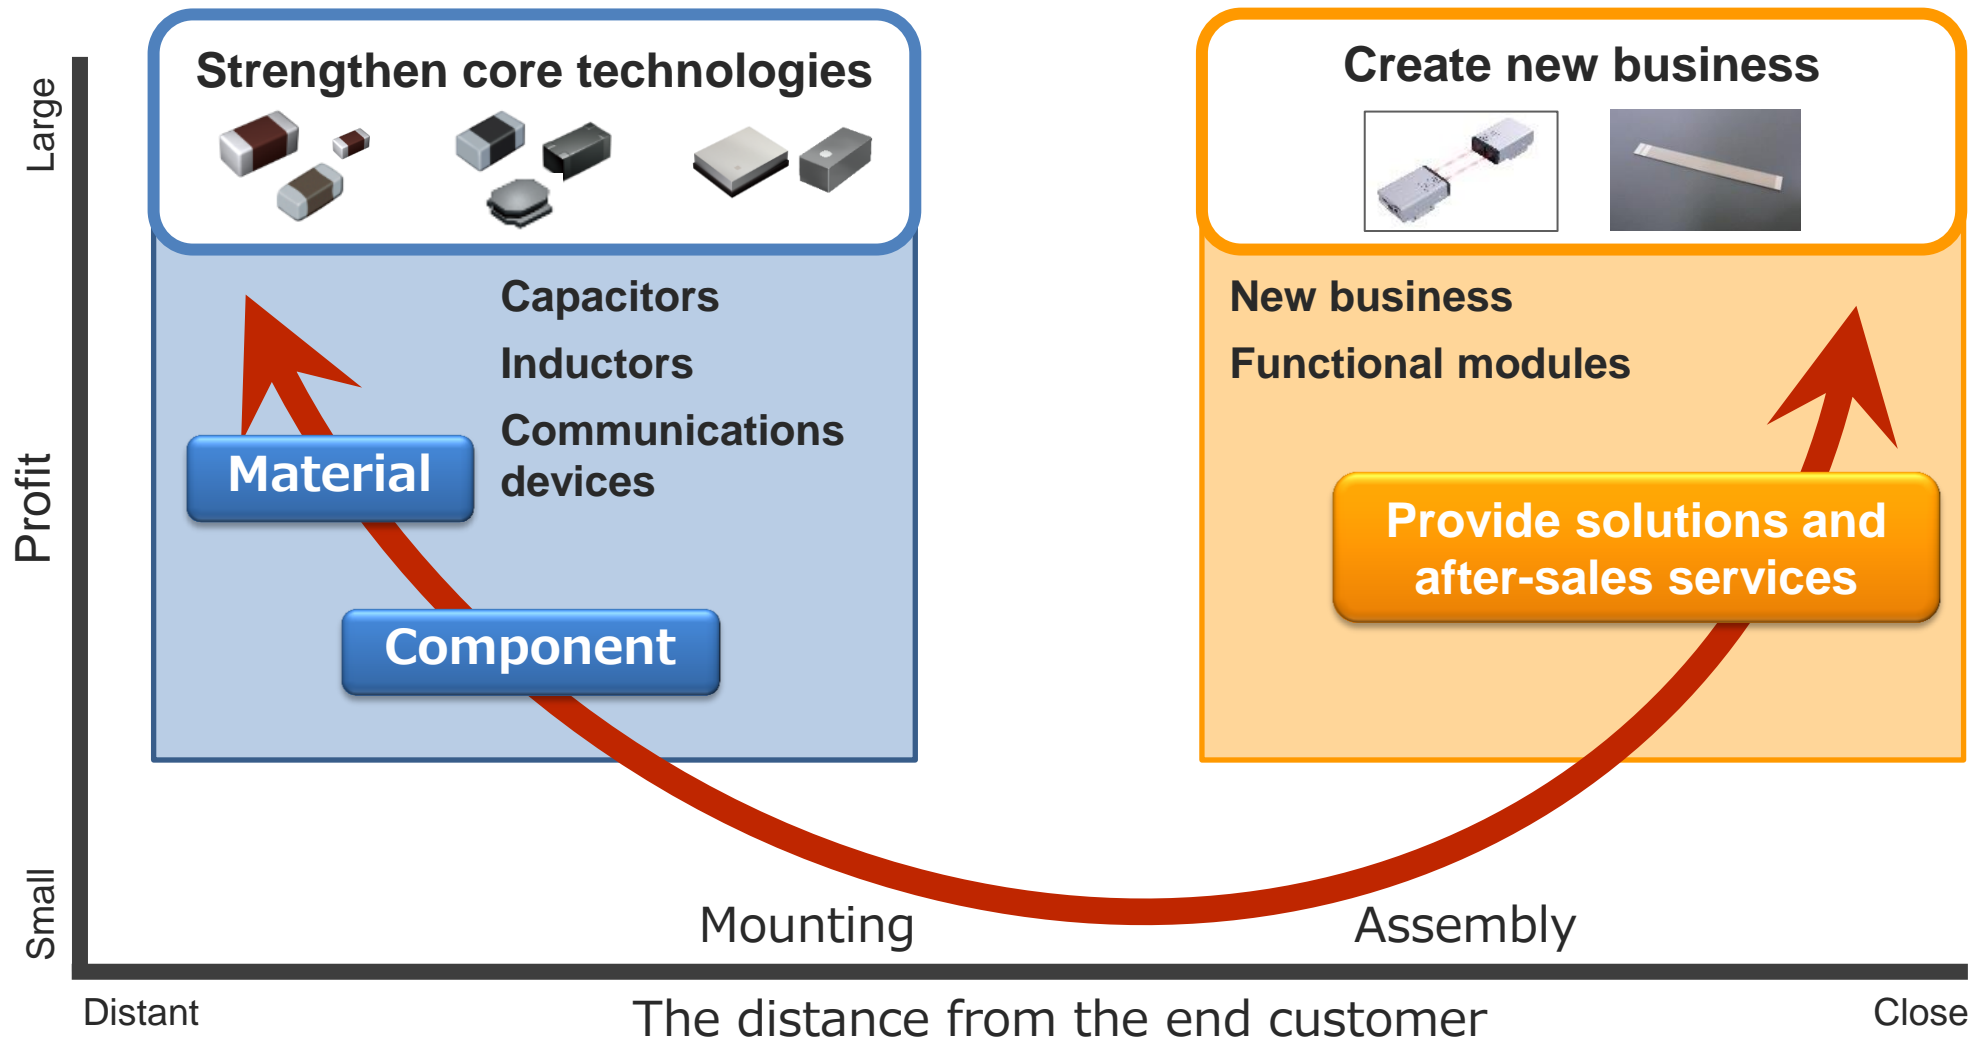 Strengthen core technologies
Create new business
Large
Profit
Small
Capacitors
Inductors
Communications
devices
Material
Component
New business
Functional modules
Provide solutions and
after-sales services
Mounting
Assembly
Distant
The distance from the end customer
Close